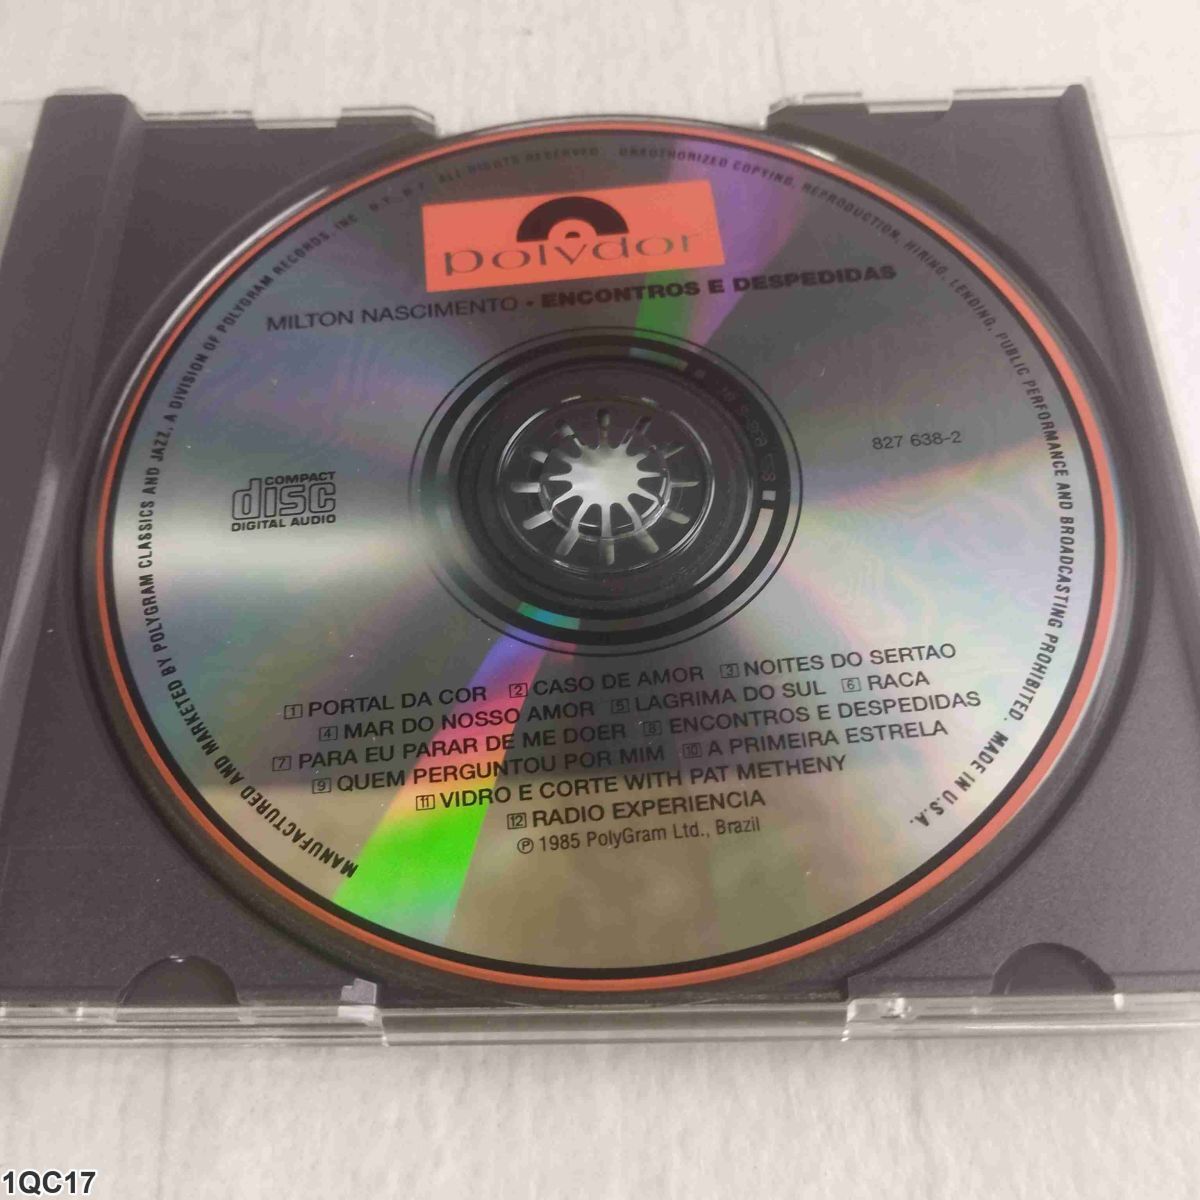 polydor
MILTON NASCIMENTO • ENCONTROS E DESPEDIDAS
827 638-2
COMPACT
disc
DIGITAL AUDIO
1 PORTAL DA COR 2 CASO DE AMOR 3 NOITES DO SERTAO
4 MAR DO NOSSO AMOR 5 LAGRIMA DO SUL 6 RACA
7 PARA EU PARAR DE ME DOER 8 ENCONTROS E DESPEDIDAS
9 QUEM PERGUNTOU POR MIM 10 A PRIMEIRA ESTRELA
11 VIDRO E CORTE WITH PAT METHENY
12 RADIO EXPERIENCIA
℗ 1985 PolyGram Ltd., Brazil
MANUFACTURED AND MARKETED BY POLYGRAM CLASSICS AND JAZZ, A DIVISION OF POLYGRAM RECORDS, INC. N.Y., N.Y. ALL RIGHTS RESERVED. UNAUTHORIZED COPYING, REPRODUCTION, HIRING, LENDING, PUBLIC PERFORMANCE AND BROADCASTING PROHIBITED. MADE IN U.S.A.
1QC17